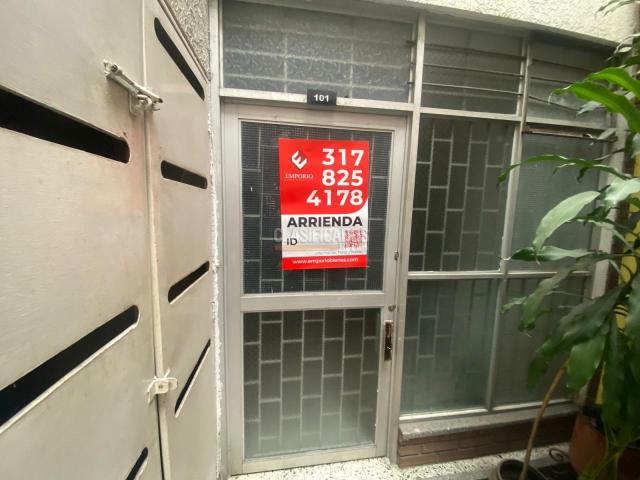 101
317
825
4178
EMPORIO
ARRIENDA
CLASIFICADOS
ID
www.emporiobienes.com